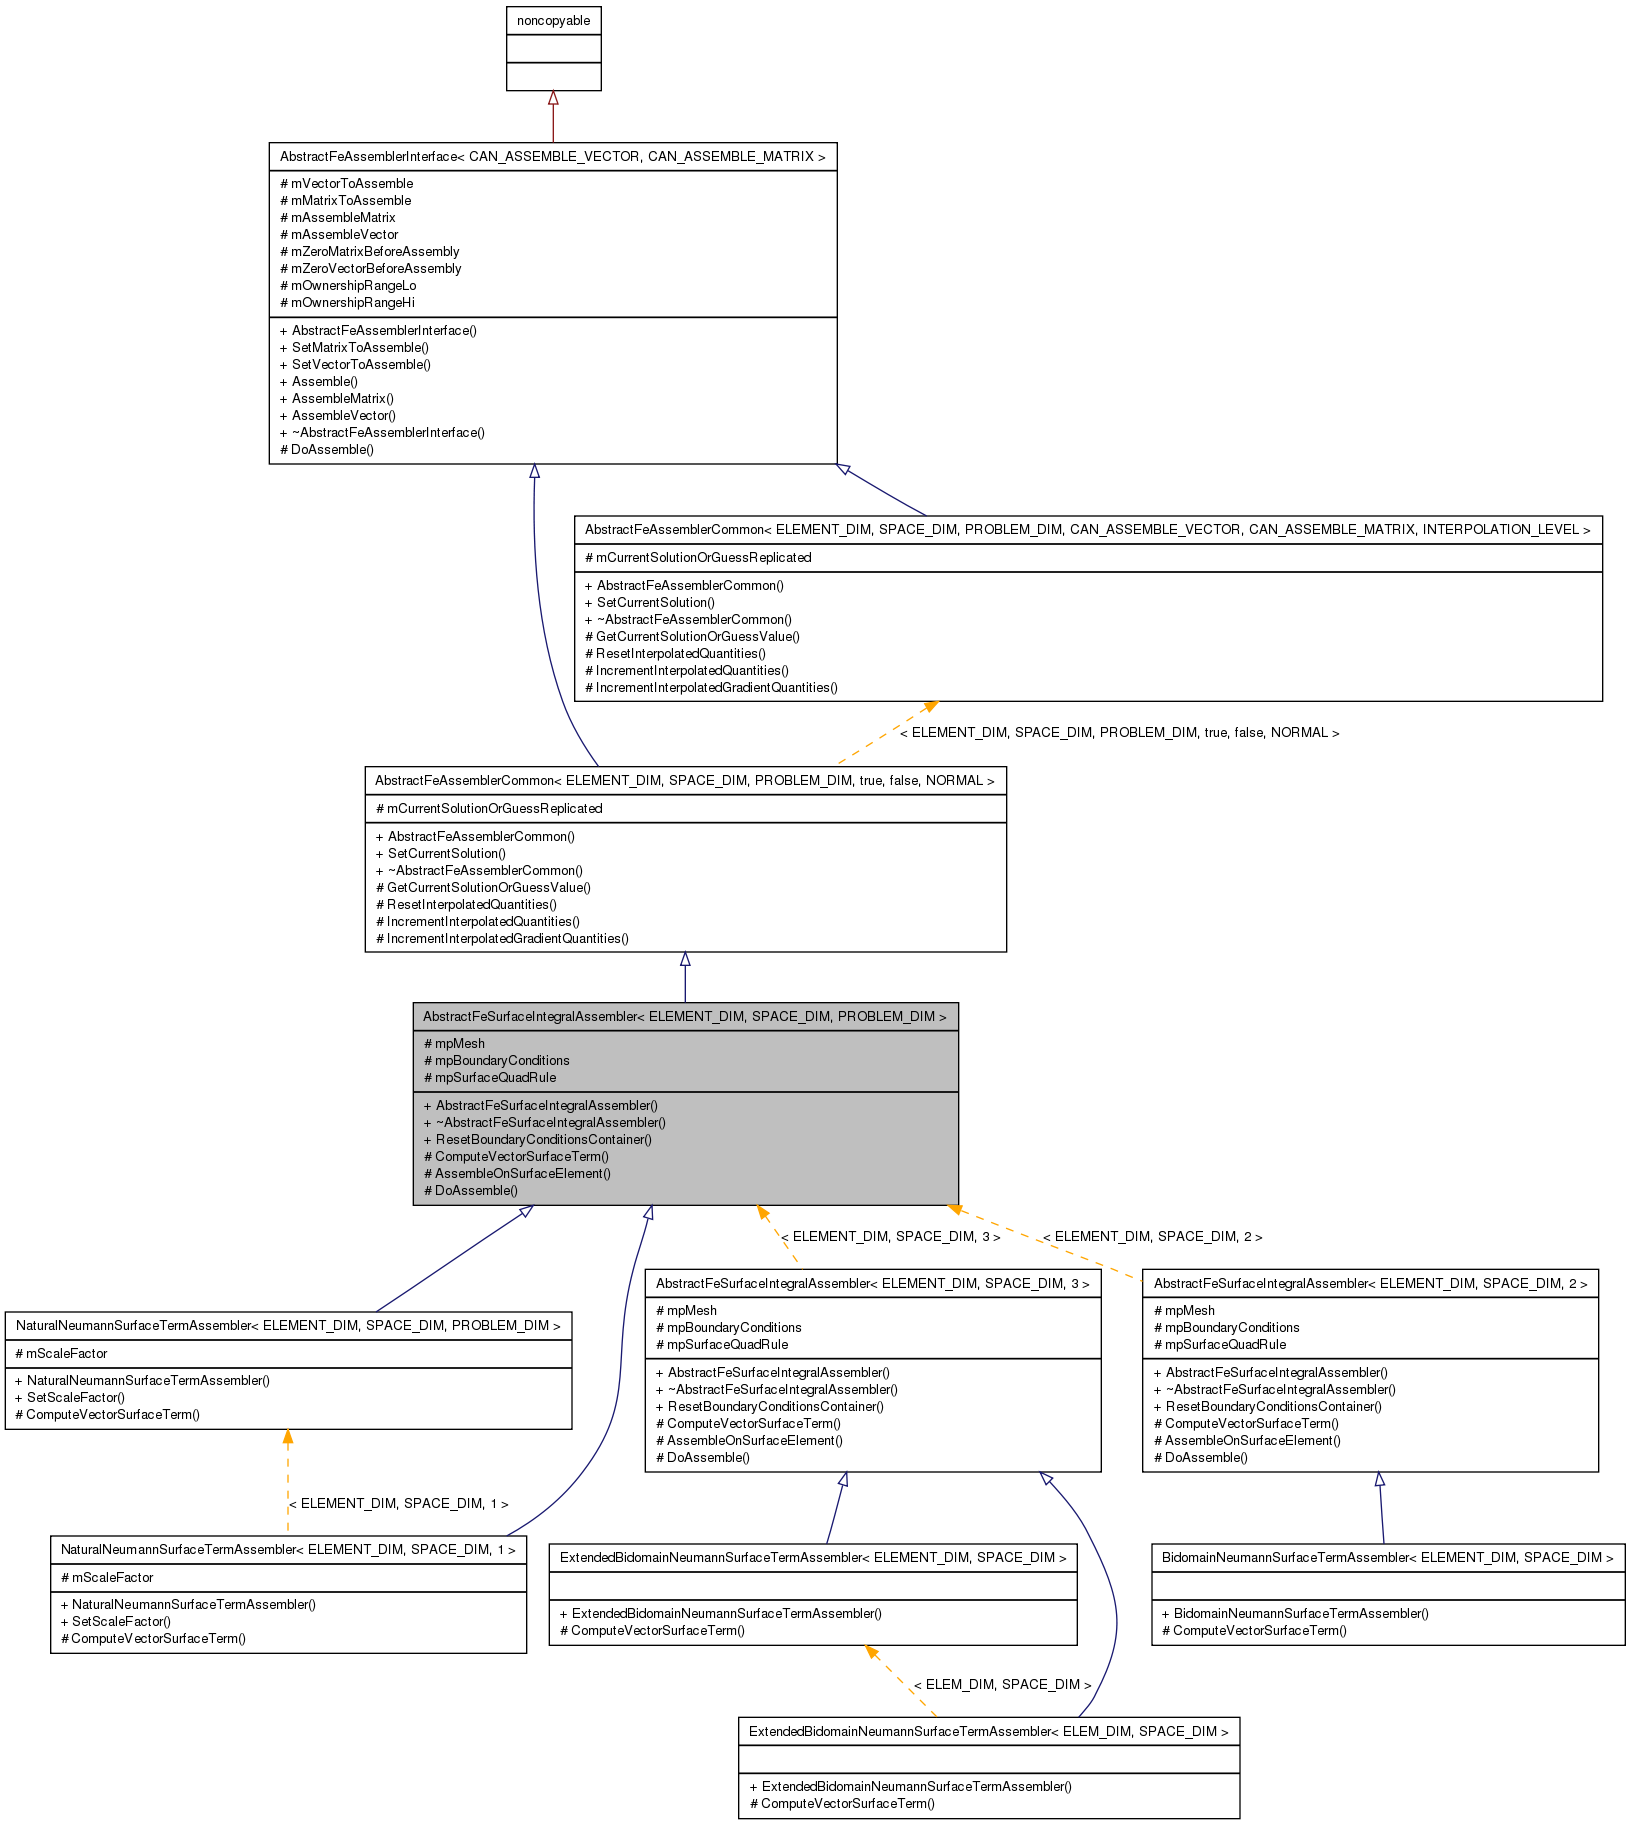 noncopyable
AbstractFeAssemblerInterface< CAN_ASSEMBLE_VECTOR, CAN_ASSEMBLE_MATRIX >
# mVectorToAssemble
# mMatrixToAssemble
# mAssembleMatrix
# mAssembleVector
# mZeroMatrixBeforeAssembly
# mZeroVectorBeforeAssembly
# mOwnershipRangeLo
# mOwnershipRangeHi
+ AbstractFeAssemblerInterface()
+ SetMatrixToAssemble()
+ SetVectorToAssemble()
+ Assemble()
+ AssembleMatrix()
+ AssembleVector()
+ ~AbstractFeAssemblerInterface()
# DoAssemble()
AbstractFeAssemblerCommon< ELEMENT_DIM, SPACE_DIM, PROBLEM_DIM, CAN_ASSEMBLE_VECTOR, CAN_ASSEMBLE_MATRIX, INTERPOLATION_LEVEL >
# mCurrentSolutionOrGuessReplicated
+ AbstractFeAssemblerCommon()
+ SetCurrentSolution()
+ ~AbstractFeAssemblerCommon()
# GetCurrentSolutionOrGuessValue()
# ResetInterpolatedQuantities()
# IncrementInterpolatedQuantities()
# IncrementInterpolatedGradientQuantities()
< ELEMENT_DIM, SPACE_DIM, PROBLEM_DIM, true, false, NORMAL >
AbstractFeAssemblerCommon< ELEMENT_DIM, SPACE_DIM, PROBLEM_DIM, true, false, NORMAL >
# mCurrentSolutionOrGuessReplicated
+ AbstractFeAssemblerCommon()
+ SetCurrentSolution()
+ ~AbstractFeAssemblerCommon()
# GetCurrentSolutionOrGuessValue()
# ResetInterpolatedQuantities()
# IncrementInterpolatedQuantities()
# IncrementInterpolatedGradientQuantities()
AbstractFeSurfaceIntegralAssembler< ELEMENT_DIM, SPACE_DIM, PROBLEM_DIM >
# mpMesh
# mpBoundaryConditions
# mpSurfaceQuadRule
+ AbstractFeSurfaceIntegralAssembler()
+ ~AbstractFeSurfaceIntegralAssembler()
+ ResetBoundaryConditionsContainer()
# ComputeVectorSurfaceTerm()
# AssembleOnSurfaceElement()
# DoAssemble()
< ELEMENT_DIM, SPACE_DIM, 3 >
< ELEMENT_DIM, SPACE_DIM, 2 >
NaturalNeumannSurfaceTermAssembler< ELEMENT_DIM, SPACE_DIM, PROBLEM_DIM >
# mScaleFactor
+ NaturalNeumannSurfaceTermAssembler()
+ SetScaleFactor()
# ComputeVectorSurfaceTerm()
AbstractFeSurfaceIntegralAssembler< ELEMENT_DIM, SPACE_DIM, 3 >
# mpMesh
# mpBoundaryConditions
# mpSurfaceQuadRule
+ AbstractFeSurfaceIntegralAssembler()
+ ~AbstractFeSurfaceIntegralAssembler()
+ ResetBoundaryConditionsContainer()
# ComputeVectorSurfaceTerm()
# AssembleOnSurfaceElement()
# DoAssemble()
AbstractFeSurfaceIntegralAssembler< ELEMENT_DIM, SPACE_DIM, 2 >
# mpMesh
# mpBoundaryConditions
# mpSurfaceQuadRule
+ AbstractFeSurfaceIntegralAssembler()
+ ~AbstractFeSurfaceIntegralAssembler()
+ ResetBoundaryConditionsContainer()
# ComputeVectorSurfaceTerm()
# AssembleOnSurfaceElement()
# DoAssemble()
< ELEMENT_DIM, SPACE_DIM, 1 >
NaturalNeumannSurfaceTermAssembler< ELEMENT_DIM, SPACE_DIM, 1 >
# mScaleFactor
+ NaturalNeumannSurfaceTermAssembler()
+ SetScaleFactor()
# ComputeVectorSurfaceTerm()
ExtendedBidomainNeumannSurfaceTermAssembler< ELEMENT_DIM, SPACE_DIM >
+ ExtendedBidomainNeumannSurfaceTermAssembler()
# ComputeVectorSurfaceTerm()
BidomainNeumannSurfaceTermAssembler< ELEMENT_DIM, SPACE_DIM >
+ BidomainNeumannSurfaceTermAssembler()
# ComputeVectorSurfaceTerm()
< ELEM_DIM, SPACE_DIM >
ExtendedBidomainNeumannSurfaceTermAssembler< ELEM_DIM, SPACE_DIM >
+ ExtendedBidomainNeumannSurfaceTermAssembler()
# ComputeVectorSurfaceTerm()